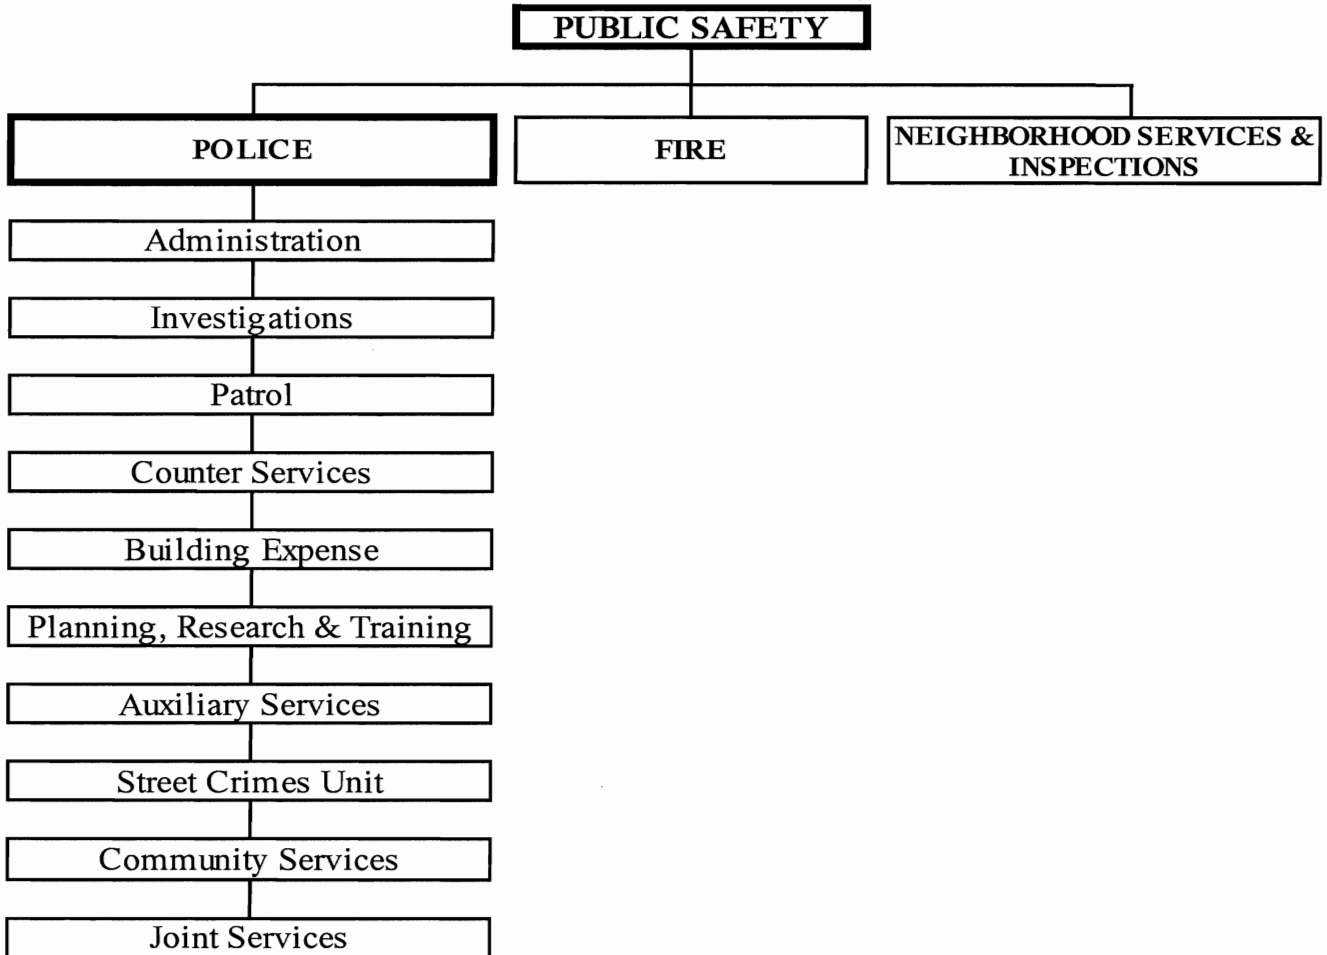 PUBLIC SAFETY
POLICE
FIRE
NEIGHBORHOOD SERVICES &
INSPECTIONS
Administration
Investigations
Patrol
Counter Services
Building Expense
Planning, Research & Training
Auxiliary Services
Street Crimes Unit
Community Services
Joint Services